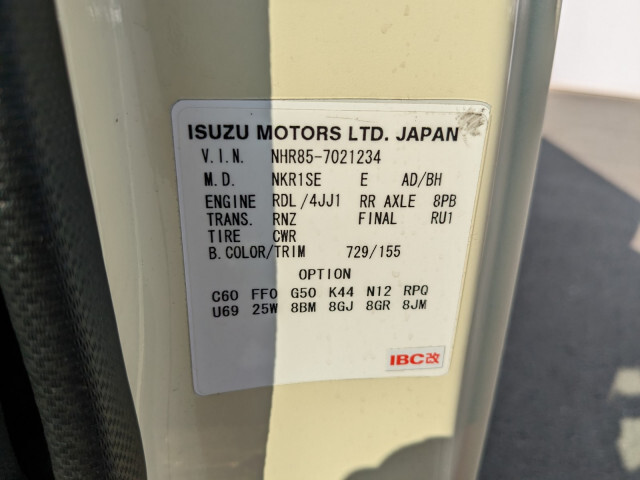 ISUZU MOTORS LTD. JAPAN
V.I.N. NHR85-7021234
M.D. NKR1SE E AD/BH
ENGINE RDL/4JJ1 RR AXLE 8PB
TRANS. RNZ FINAL RU1
TIRE CWR
B.COLOR/TRIM 729/155
OPTION
C60 FF0 G50 K44 N12 RPQ
U69 25W 8BM 8GJ 8GR 8JM
IBC改